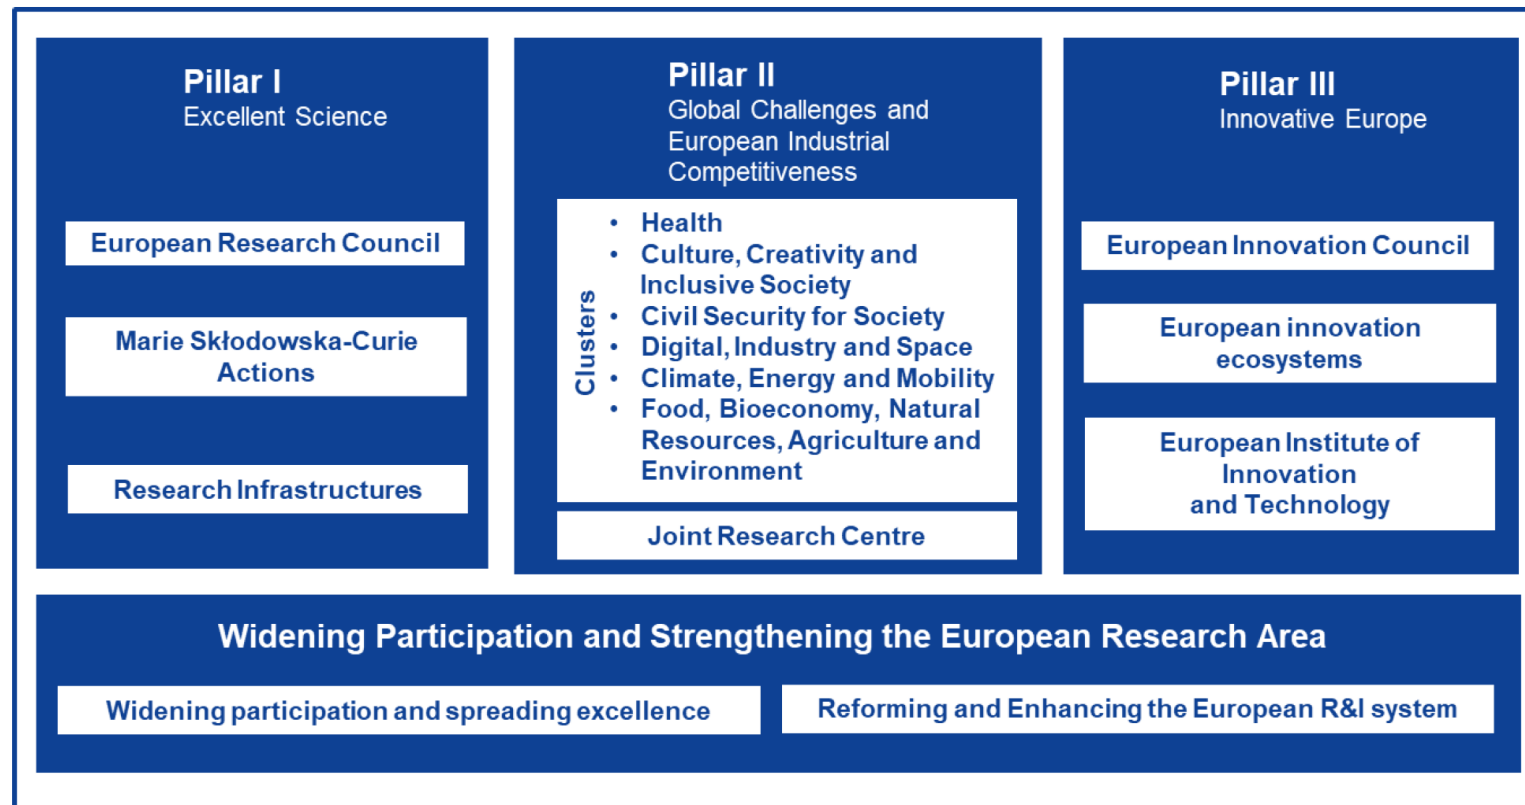 Pillar I
Excellent Science
European Research Council
Marie Skłodowska-Curie
Actions
Research Infrastructures
Pillar II
Global Challenges and
European Industrial
Competitiveness
Clusters
• Health
• Culture, Creativity and
Inclusive Society
• Civil Security for Society
• Digital, Industry and Space
• Climate, Energy and Mobility
• Food, Bioeconomy, Natural
Resources, Agriculture and
Environment
Joint Research Centre
Pillar III
Innovative Europe
European Innovation Council
European innovation
ecosystems
European Institute of
Innovation
and Technology
Widening Participation and Strengthening the European Research Area
Widening participation and spreading excellence
Reforming and Enhancing the European R&I system